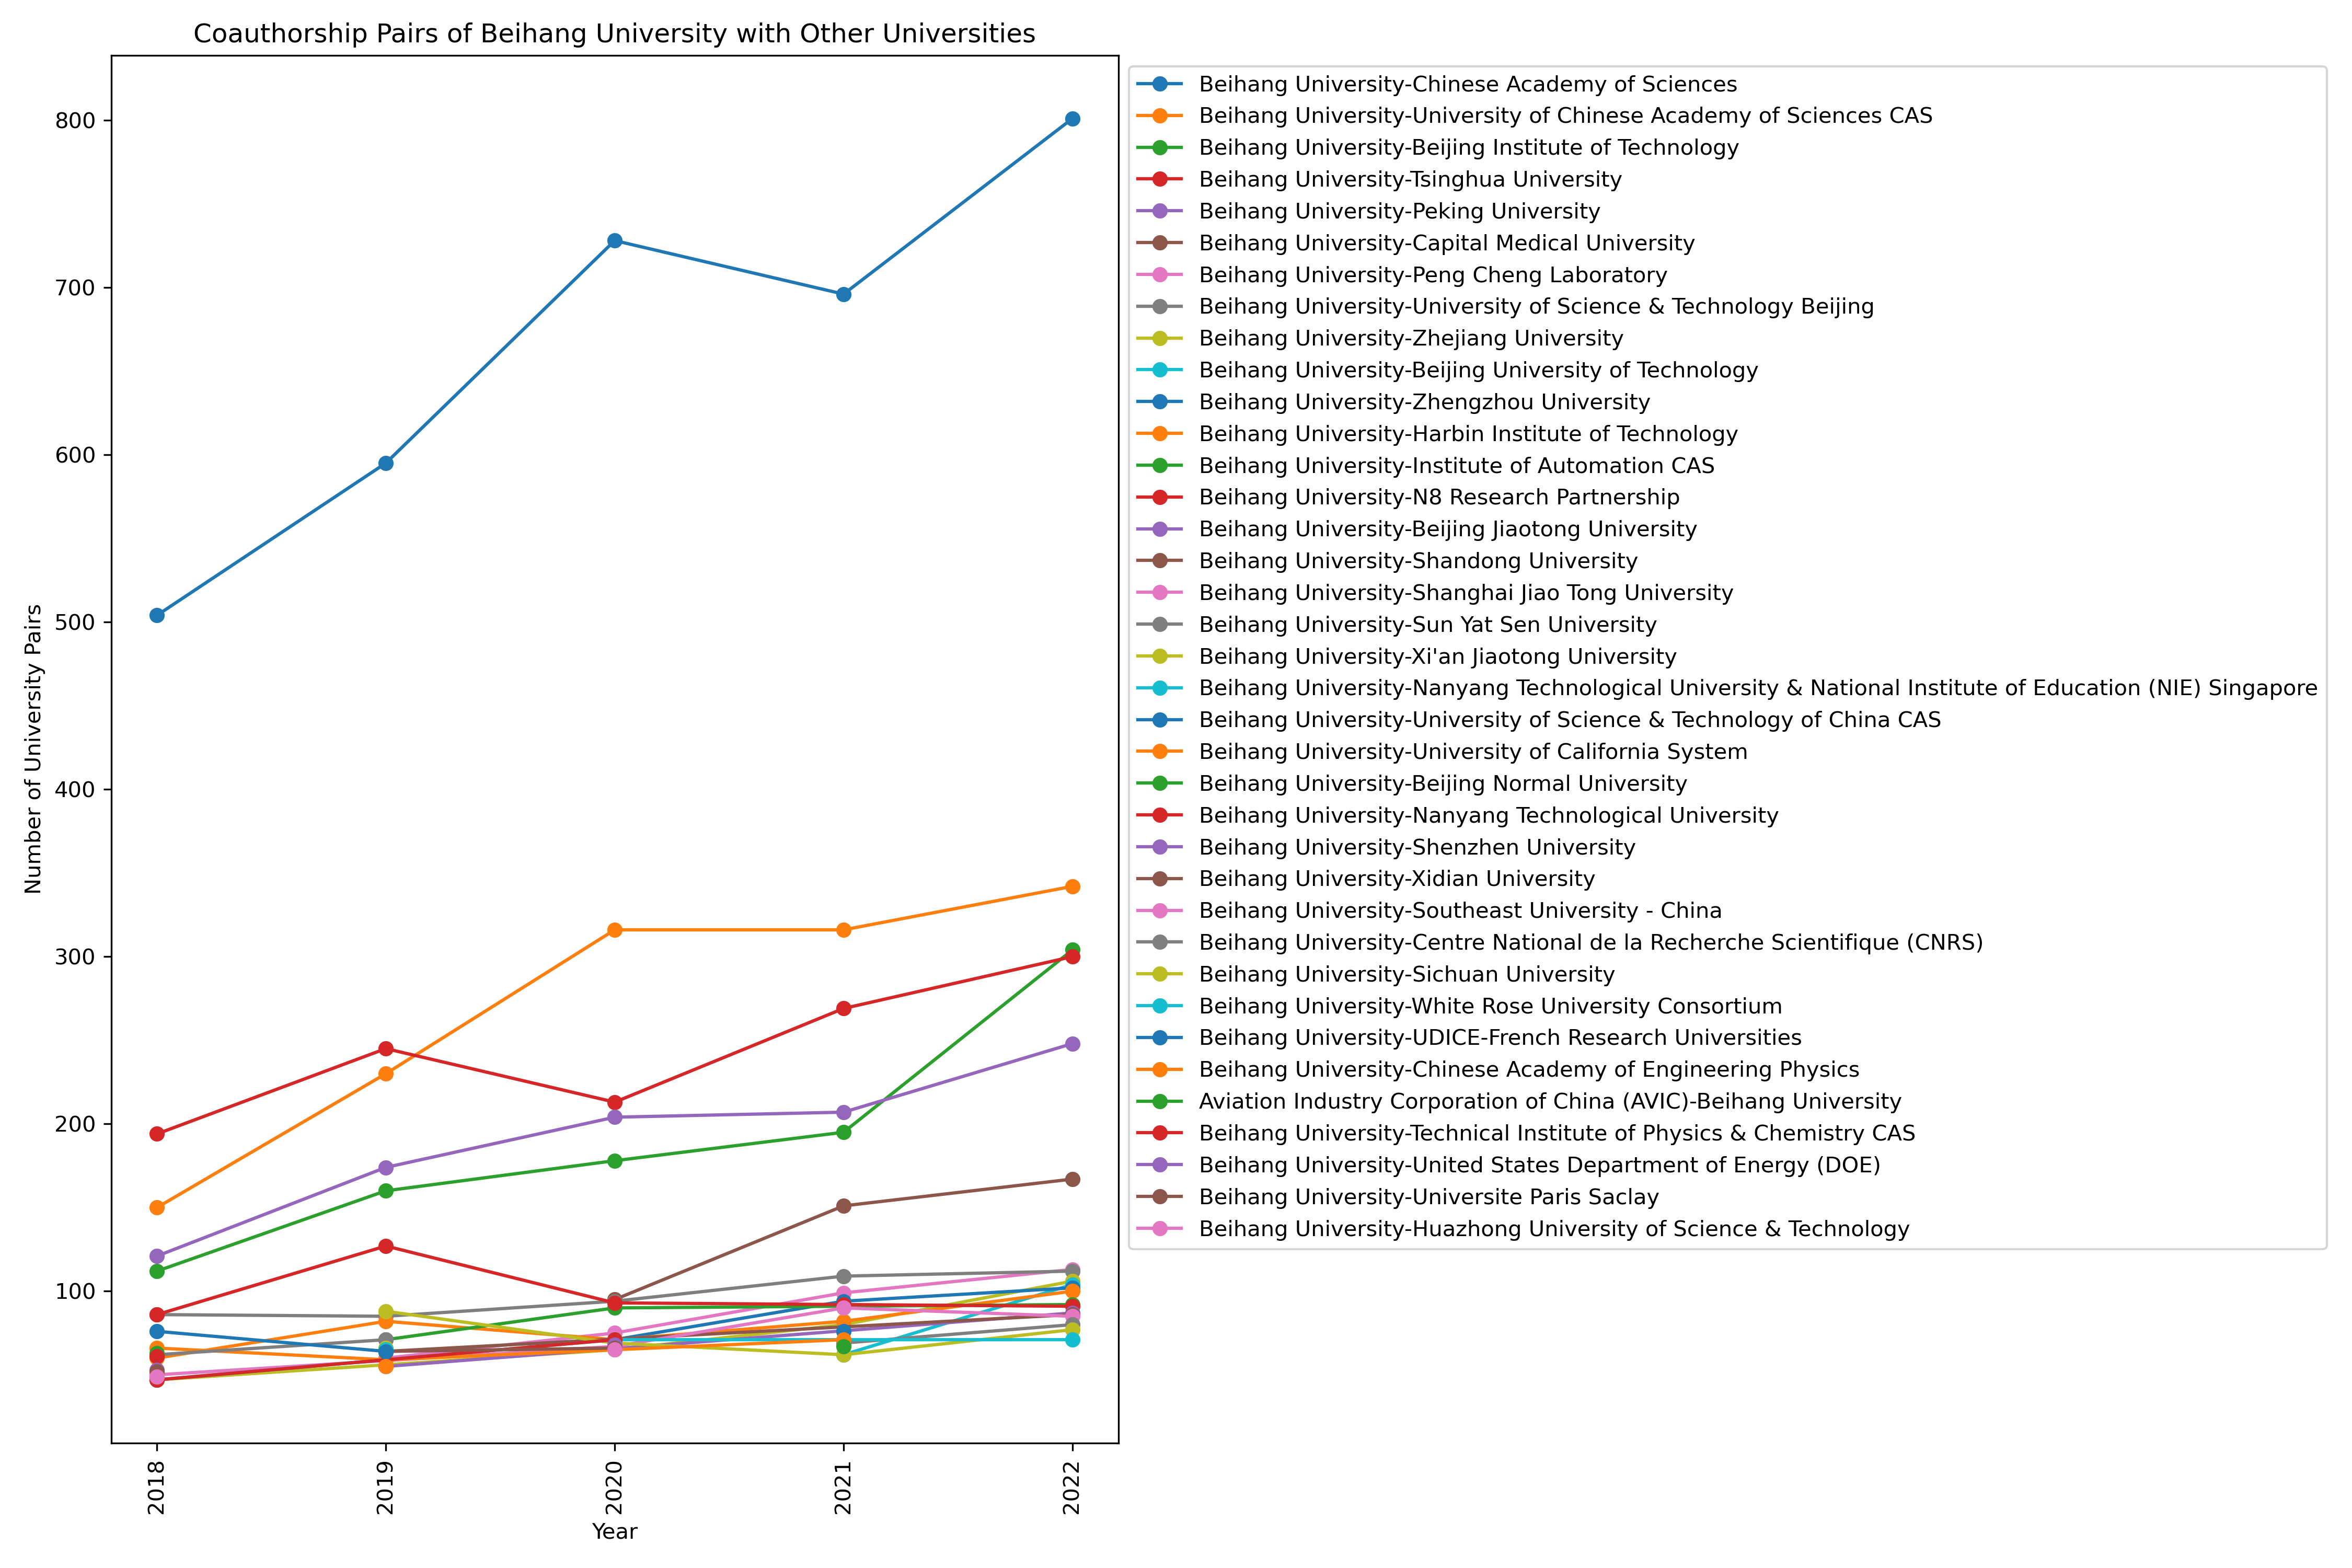 Coauthorship Pairs of Beihang University with Other Universities
Number of University Pairs
800
700
600
500
400
300
200
100
2018
2019
2020
2021
2022
Year
Beihang University-Chinese Academy of Sciences
Beihang University-University of Chinese Academy of Sciences CAS
Beihang University-Beijing Institute of Technology
Beihang University-Tsinghua University
Beihang University-Peking University
Beihang University-Capital Medical University
Beihang University-Peng Cheng Laboratory
Beihang University-University of Science & Technology Beijing
Beihang University-Zhejiang University
Beihang University-Beijing University of Technology
Beihang University-Zhengzhou University
Beihang University-Harbin Institute of Technology
Beihang University-Institute of Automation CAS
Beihang University-N8 Research Partnership
Beihang University-Beijing Jiaotong University
Beihang University-Shandong University
Beihang University-Shanghai Jiao Tong University
Beihang University-Sun Yat Sen University
Beihang University-Xi'an Jiaotong University
Beihang University-Nanyang Technological University & National Institute of Education (NIE) Singapore
Beihang University-University of Science & Technology of China CAS
Beihang University-University of California System
Beihang University-Beijing Normal University
Beihang University-Nanyang Technological University
Beihang University-Shenzhen University
Beihang University-Xidian University
Beihang University-Southeast University - China
Beihang University-Centre National de la Recherche Scientifique (CNRS)
Beihang University-Sichuan University
Beihang University-White Rose University Consortium
Beihang University-UDICE-French Research Universities
Beihang University-Chinese Academy of Engineering Physics
Aviation Industry Corporation of China (AVIC)-Beihang University
Beihang University-Technical Institute of Physics & Chemistry CAS
Beihang University-United States Department of Energy (DOE)
Beihang University-Universite Paris Saclay
Beihang University-Huazhong University of Science & Technology